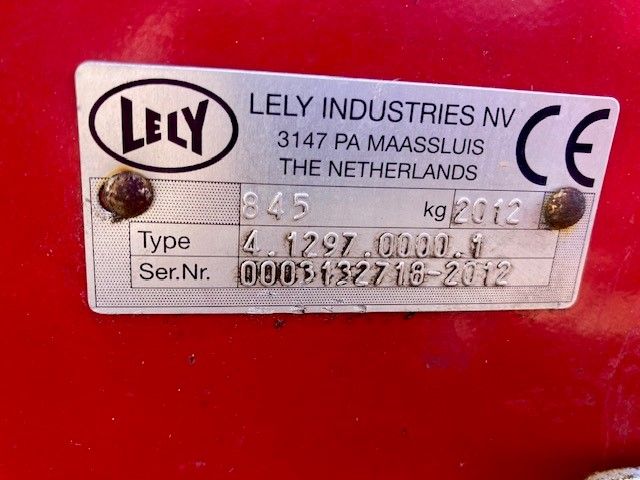 LELY
LELY INDUSTRIES NV
3147 PA MAASSLUIS
THE NETHERLANDS
CE
845 kg 2012
Type 4.1297.0000.1
Ser.Nr. 0003132718-2012